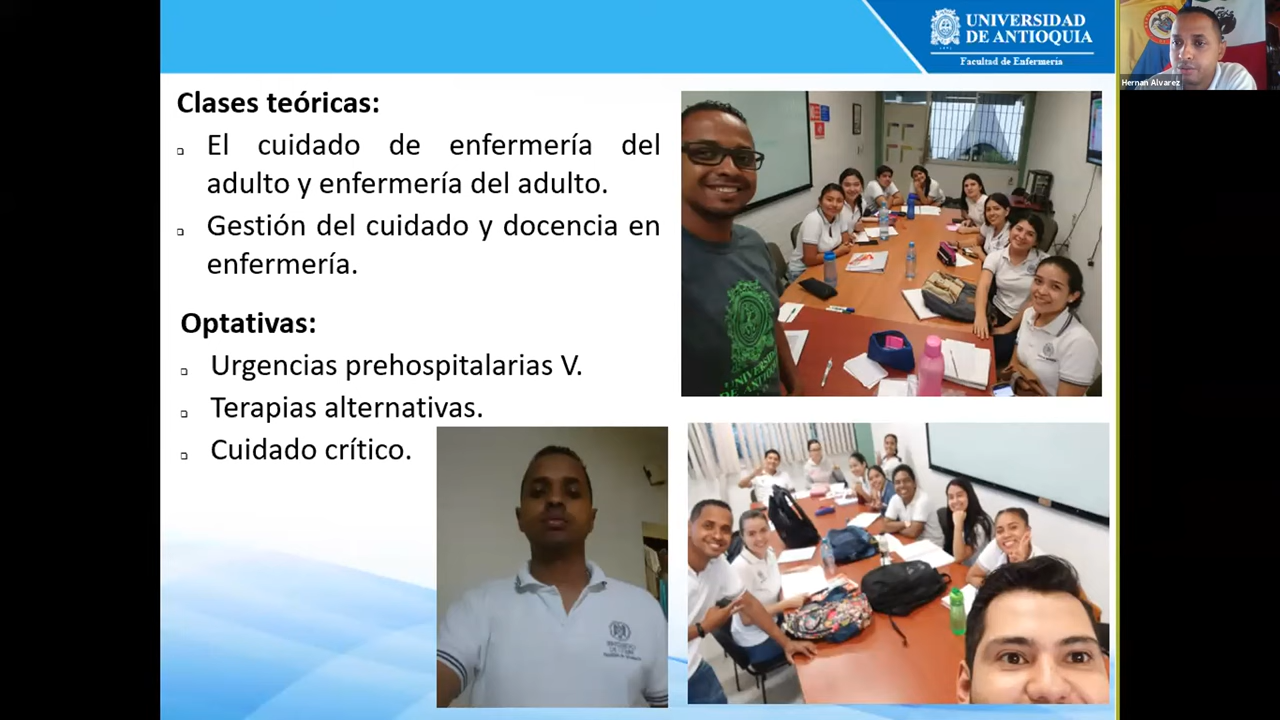 UNIVERSIDAD
DE ANTIOQUIA
Facultad de Enfermería
Hernan Alvarez
Clases teóricas:
El cuidado de enfermería del
adulto y enfermería del adulto.
Gestión del cuidado y docencia en
enfermería.
Optativas:
Urgencias prehospitalarias V.
Terapias alternativas.
Cuidado crítico.